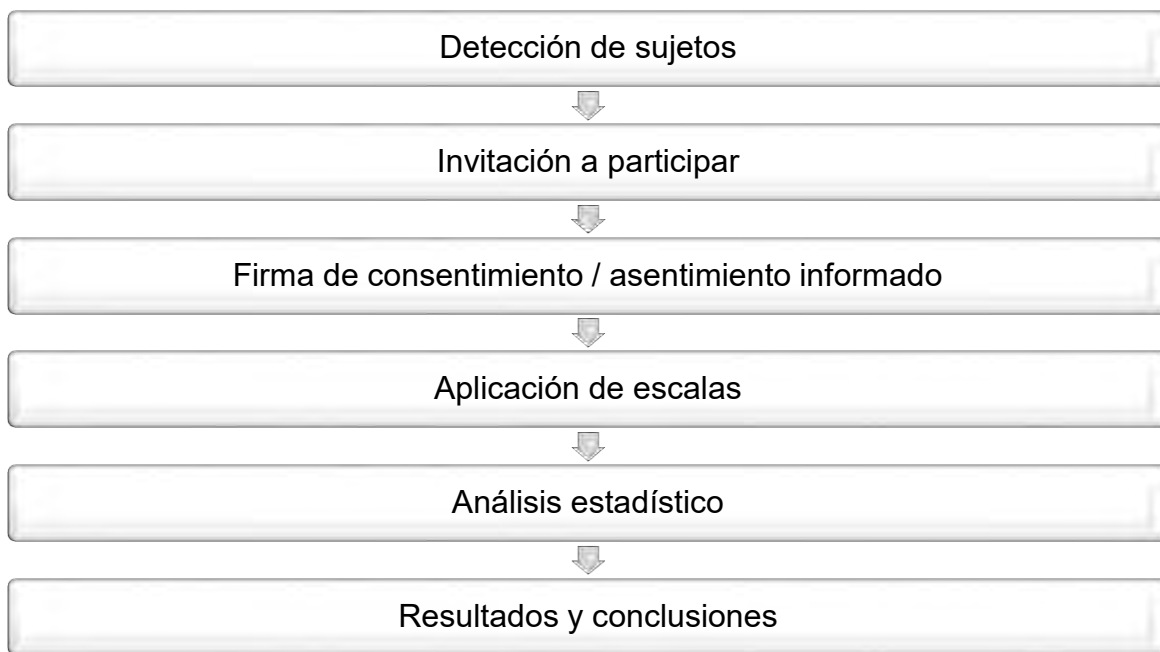 Detección de sujetos
Invitación a participar
Firma de consentimiento / asentimiento informado
Aplicación de escalas
Análisis estadístico
Resultados y conclusiones